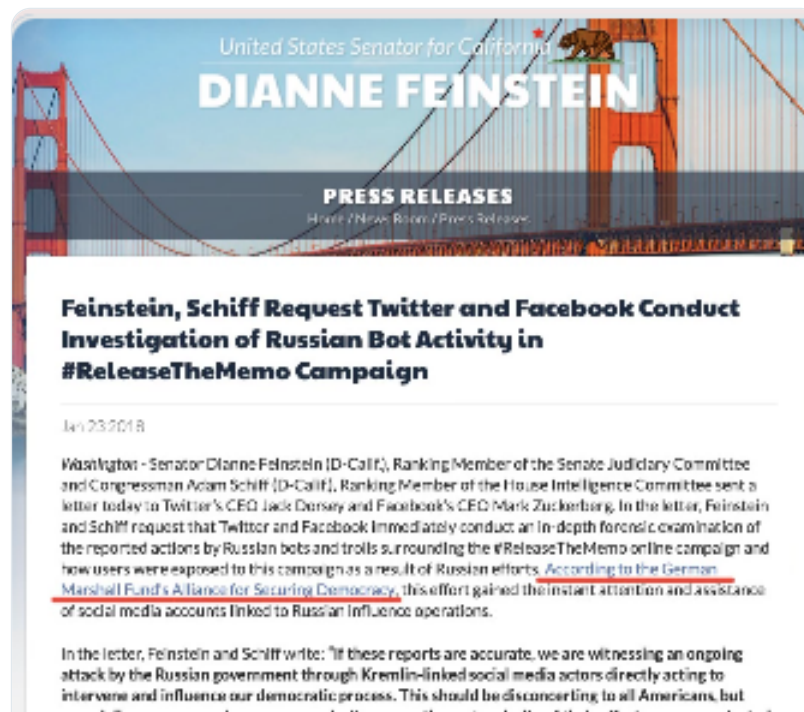 United States Senator for California
DIANNE FEINSTEIN
PRESS RELEASES
Home / News Room / Press Releases
Feinstein, Schiff Request Twitter and Facebook Conduct
Investigation of Russian Bot Activity in
#ReleaseTheMemo Campaign
Jan 23 2018
Washington - Senator Dianne Feinstein (D-Calif.), Ranking Member of the Senate Judiciary Committee
and Congressman Adam Schiff (D-Calif.), Ranking Member of the House Intelligence Committee sent a
letter today to Twitter's CEO Jack Dorsey and Facebook's CEO Mark Zuckerberg. In the letter, Feinstein
and Schiff request that Twitter and Facebook immediately conduct an in-depth forensic examination of
the reported actions by Russian bots and trolls surrounding the #ReleaseTheMemo online campaign and
how users were exposed to this campaign as a result of Russian efforts. According to the German
Marshall Fund's Alliance for Securing Democracy, this effort gained the instant attention and assistance
of social media accounts linked to Russian influence operations.
In the letter, Feinstein and Schiff write: "If these reports are accurate, we are witnessing an ongoing
attack by the Russian government through Kremlin-linked social media actors directly acting to
intervene and influence our democratic process. This should be disconcerting to all Americans, but